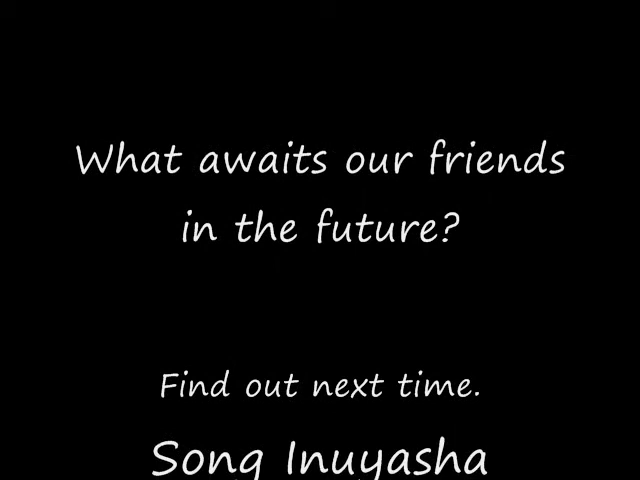 What awaits our friends
in the future?
Find out next time.
Song Inuyasha